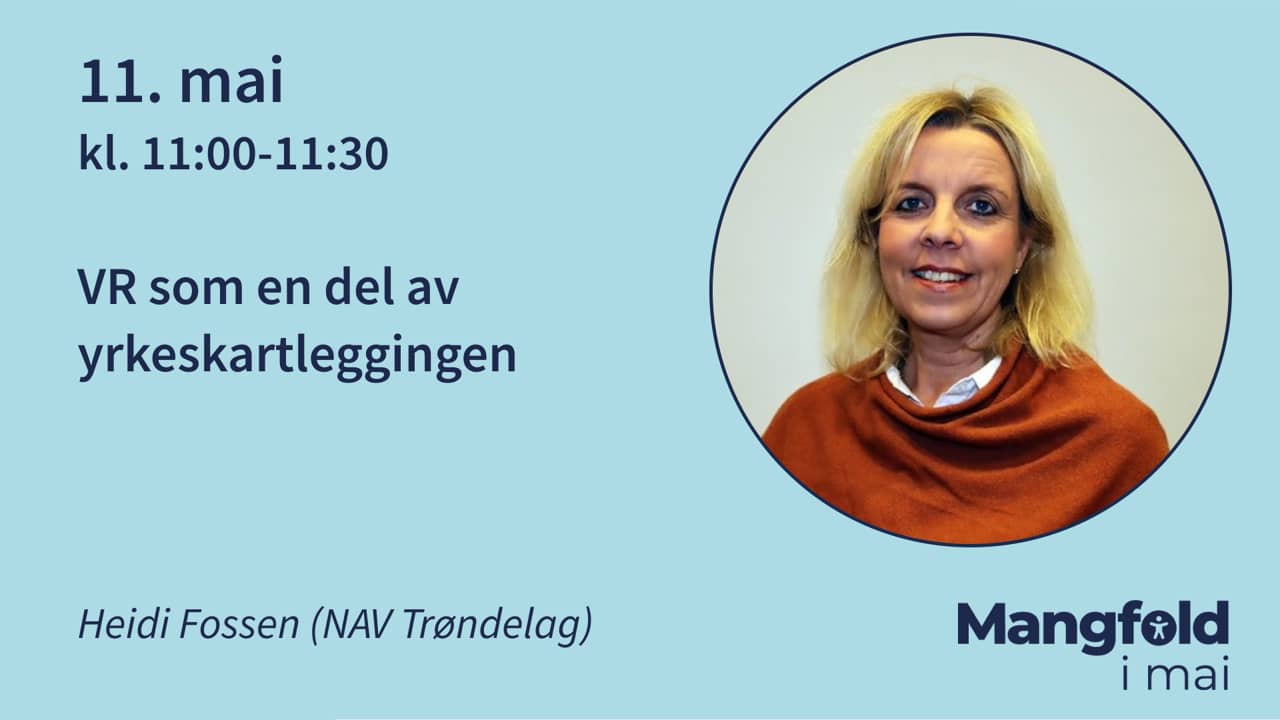 11. mai
kl. 11:00-11:30
VR som en del av
yrkeskartleggingen
Heidi Fossen (NAV Trøndelag)
Mangfold
i mai